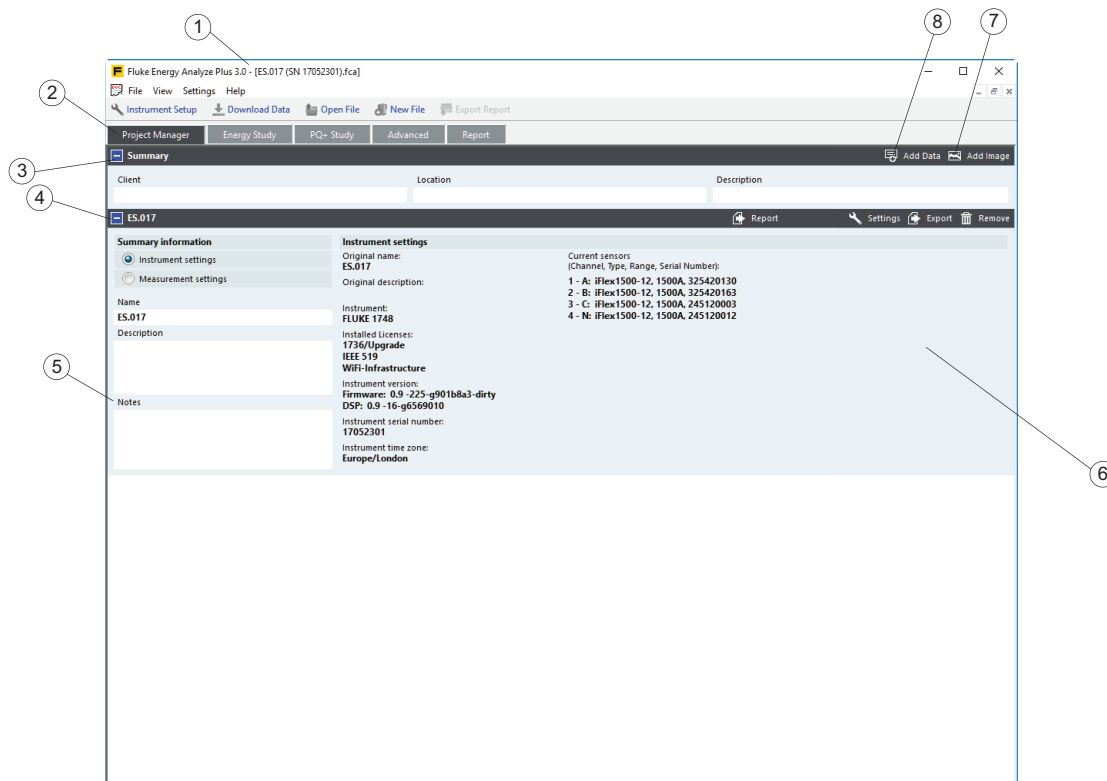 8
7
1
Fluke Energy Analyze Plus 3.0 - [ES.017 (SN 17052301).fca]
2
File View Settings Help
Instrument Setup Download Data Open File New File Export Report
Project Manager Energy Study PQ+ Study Advanced Report
3
Summary Add Data Add Image
Client Location Description
4
ES.017 Report Settings Export Remove
Summary information
Instrument settings
Measurement settings
Name
ES.017
Description
5
Notes
Instrument settings
Original name:
ES.017
Original description:
Instrument:
FLUKE 1748
Installed Licenses:
1736/Upgrade
IEEE 519
WiFi-Infrastructure
Instrument version:
Firmware: 0.9 -225-g901b8a3-dirty
DSP: 0.9 -16-g6569010
Instrument serial number:
17052301
Instrument time zone:
Europe/London
Current sensors
(Channel, Type, Range, Serial Number):
1 - A: iFlex1500-12, 1500A, 325420130
2 - B: iFlex1500-12, 1500A, 325420163
3 - C: iFlex1500-12, 1500A, 245120003
4 - N: iFlex1500-12, 1500A, 245120012
6